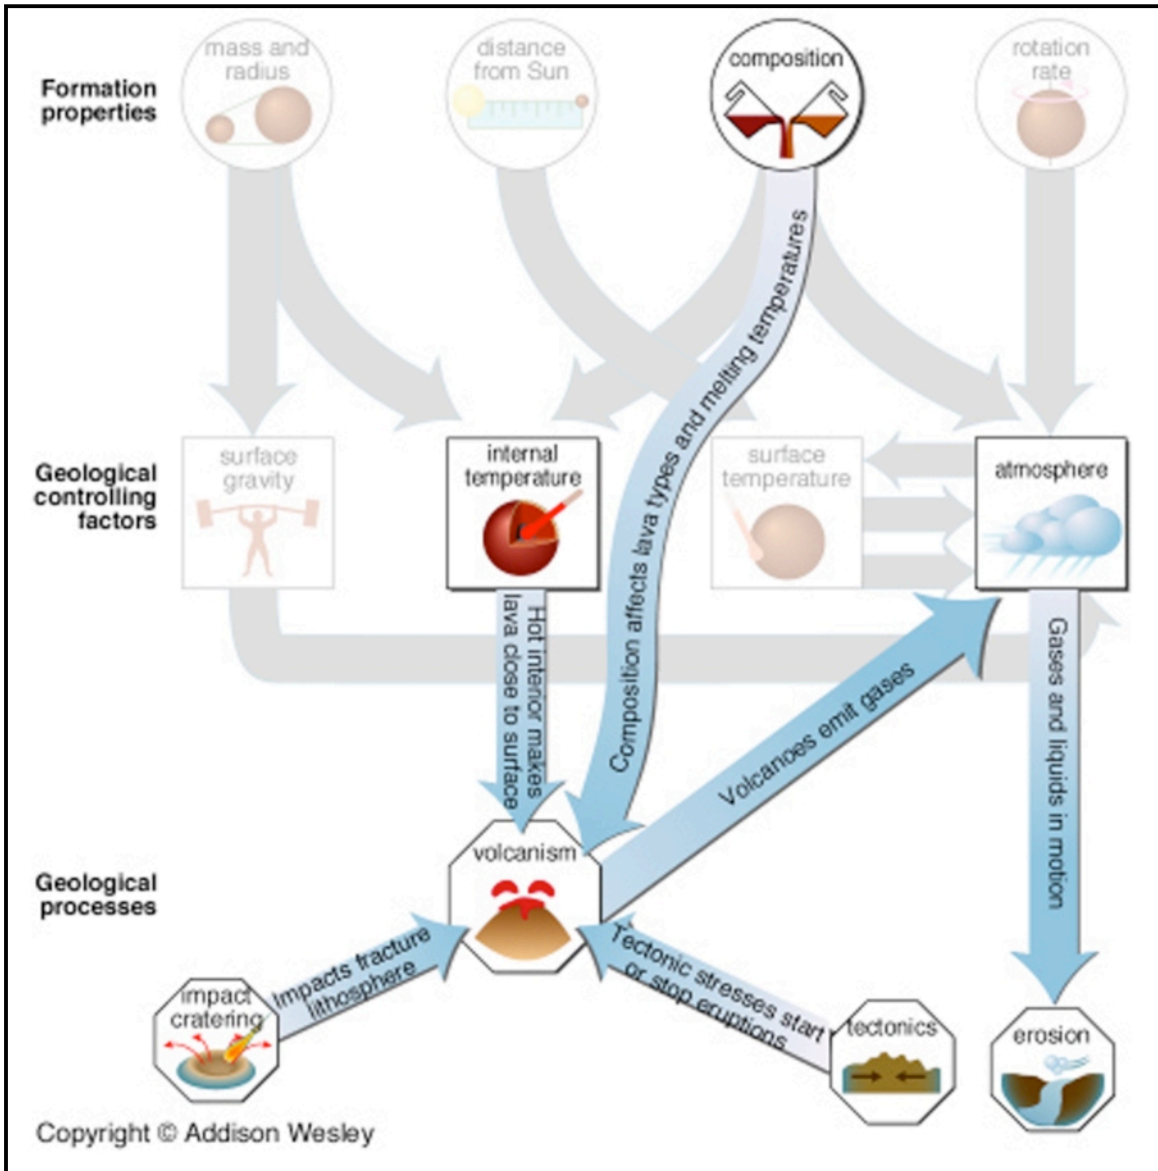 Formation
properties
mass and
radius
distance
from Sun
composition
rotation
rate
Geological
controlling
factors
surface
gravity
internal
temperature
surface
temperature
atmosphere
Composition affects lava types and melting temperatures
Hot interior makes
lava close to surface
Volcanoes emit gases
Gases and liquids in motion
Geological
processes
volcanism
Impacts fracture
lithosphere
Tectonic stresses start
or stop eruptions
impact
cratering
tectonics
erosion
Copyright © Addison Wesley